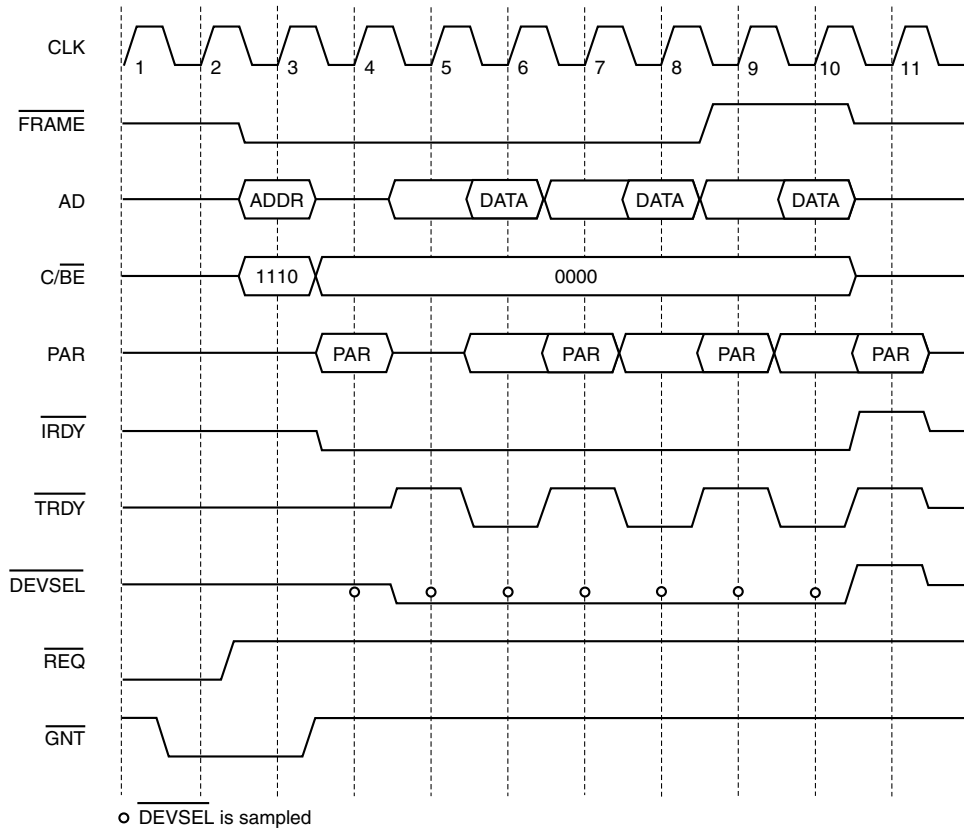 CLK
1 2 3 4 5 6 7 8 9 10 11
FRAME
AD
ADDR DATA DATA DATA
C/BE
1110 0000
PAR
PAR PAR PAR PAR
IRDY
TRDY
DEVSEL
REQ
GNT
DEVSEL is sampled